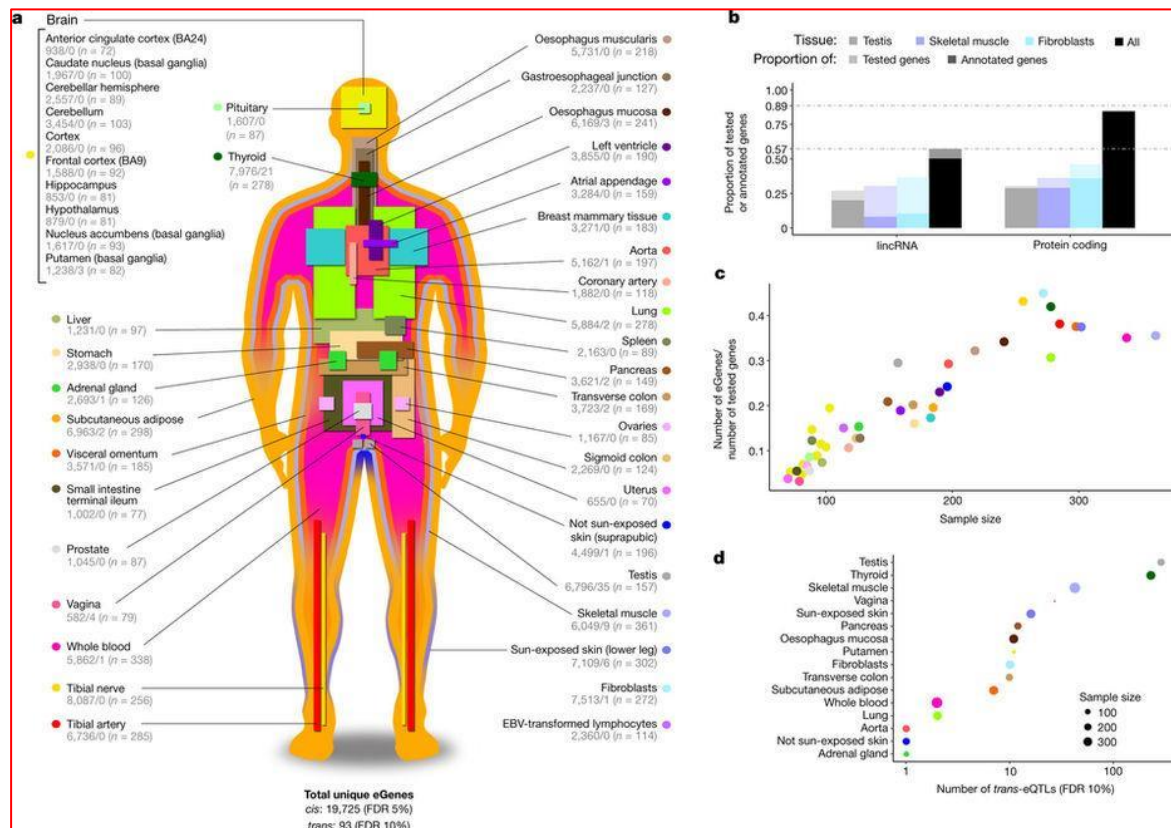 a
Brain
Anterior cingulate cortex (BA24)
938/0 (n = 72)
Caudate nucleus (basal ganglia)
1,967/0 (n = 100)
Cerebellar hemisphere
2,557/0 (n = 89)
Cerebellum
3,454/0 (n = 103)
Cortex
2,086/0 (n = 96)
Frontal cortex (BA9)
1,588/0 (n = 92)
Hippocampus
853/0 (n = 81)
Hypothalamus
879/0 (n = 81)
Nucleus accumbens (basal ganglia)
1,617/0 (n = 93)
Putamen (basal ganglia)
1,238/3 (n = 82)
Pituitary
1,607/0
(n = 87)
Thyroid
7,976/21
(n = 278)
Liver
1,231/0 (n = 97)
Stomach
2,938/0 (n = 170)
Adrenal gland
2,693/1 (n = 126)
Subcutaneous adipose
6,963/2 (n = 298)
Visceral omentum
3,571/0 (n = 185)
Small intestine
terminal ileum
1,002/0 (n = 77)
Prostate
1,045/0 (n = 87)
Vagina
582/4 (n = 79)
Whole blood
5,862/1 (n = 338)
Tibial nerve
8,087/0 (n = 256)
Tibial artery
6,736/0 (n = 285)
Oesophagus muscularis
5,731/0 (n = 218)
Gastroesophageal junction
2,237/0 (n = 127)
Oesophagus mucosa
6,169/3 (n = 241)
Left ventricle
3,855/0 (n = 190)
Atrial appendage
3,284/0 (n = 159)
Breast mammary tissue
3,271/0 (n = 183)
Aorta
5,162/1 (n = 197)
Coronary artery
1,882/0 (n = 118)
Lung
5,884/2 (n = 278)
Spleen
2,163/0 (n = 89)
Pancreas
3,621/2 (n = 149)
Transverse colon
3,723/2 (n = 169)
Ovaries
1,167/0 (n = 85)
Sigmoid colon
2,269/0 (n = 124)
Uterus
655/0 (n = 70)
Not sun-exposed
skin (suprapubic)
4,499/1 (n = 196)
Testis
6,796/35 (n = 157)
Skeletal muscle
6,049/9 (n = 361)
Sun-exposed skin (lower leg)
7,109/6 (n = 302)
Fibroblasts
7,513/1 (n = 272)
EBV-transformed lymphocytes
2,360/0 (n = 114)
Total unique eGenes
cis: 19,725 (FDR 5%)
trans: 93 (FDR 10%)
b
Tissue: Testis Skeletal muscle Fibroblasts All
Proportion of: Tested genes Annotated genes
Proportion of tested
or annotated genes
1.00
0.89
0.75
0.57
0.50
0.25
0
lincRNA Protein coding
c
Number of eGenes/
number of tested genes
0.4
0.3
0.2
0.1
100 200 300
Sample size
d
Testis
Thyroid
Skeletal muscle
Vagina
Sun-exposed skin
Pancreas
Oesophagus mucosa
Putamen
Fibroblasts
Transverse colon
Subcutaneous adipose
Whole blood
Lung
Aorta
Not sun-exposed skin
Adrenal gland
Sample size
100
200
300
1 10 100
Number of trans-eQTLs (FDR 10%)